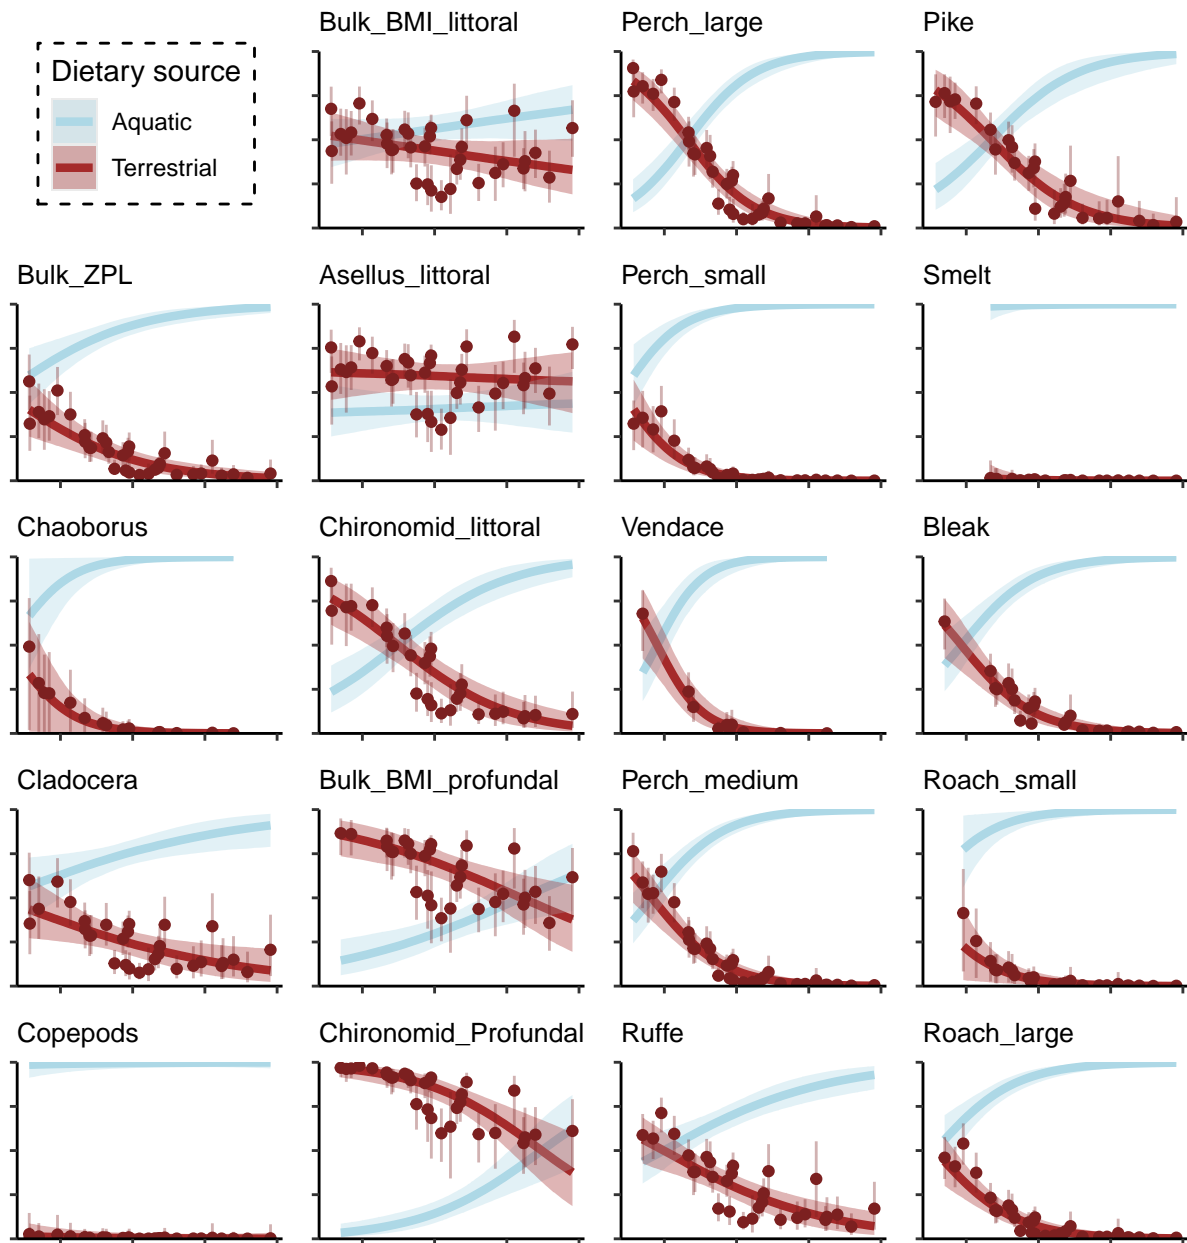 Bulk_BMI_littoral
Perch_large
Pike
Dietary source
Aquatic
Terrestrial
Bulk_ZPL
Asellus_littoral
Perch_small
Smelt
Chaoborus
Chironomid_littoral
Vendace
Bleak
Cladocera
Bulk_BMI_profundal
Perch_medium
Roach_small
Copepods
Chironomid_Profundal
Ruffe
Roach_large